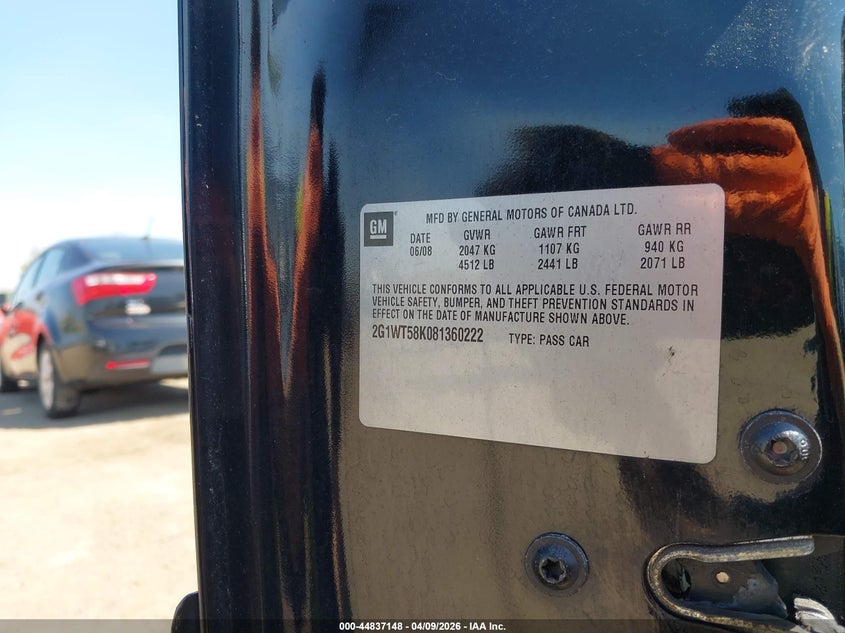 GM
MFD BY GENERAL MOTORS OF CANADA LTD.
DATE GVWR GAWR FRT GAWR RR
06/08 2047 KG 1107 KG 940 KG
4512 LB 2441 LB 2071 LB
THIS VEHICLE CONFORMS TO ALL APPLICABLE U.S. FEDERAL MOTOR
VEHICLE SAFETY, BUMPER, AND THEFT PREVENTION STANDARDS IN
EFFECT ON THE DATE OF MANUFACTURE SHOWN ABOVE.
2G1WT58K081360222 TYPE: PASS CAR
000-44837148 - 04/09/2026 - IAA Inc.